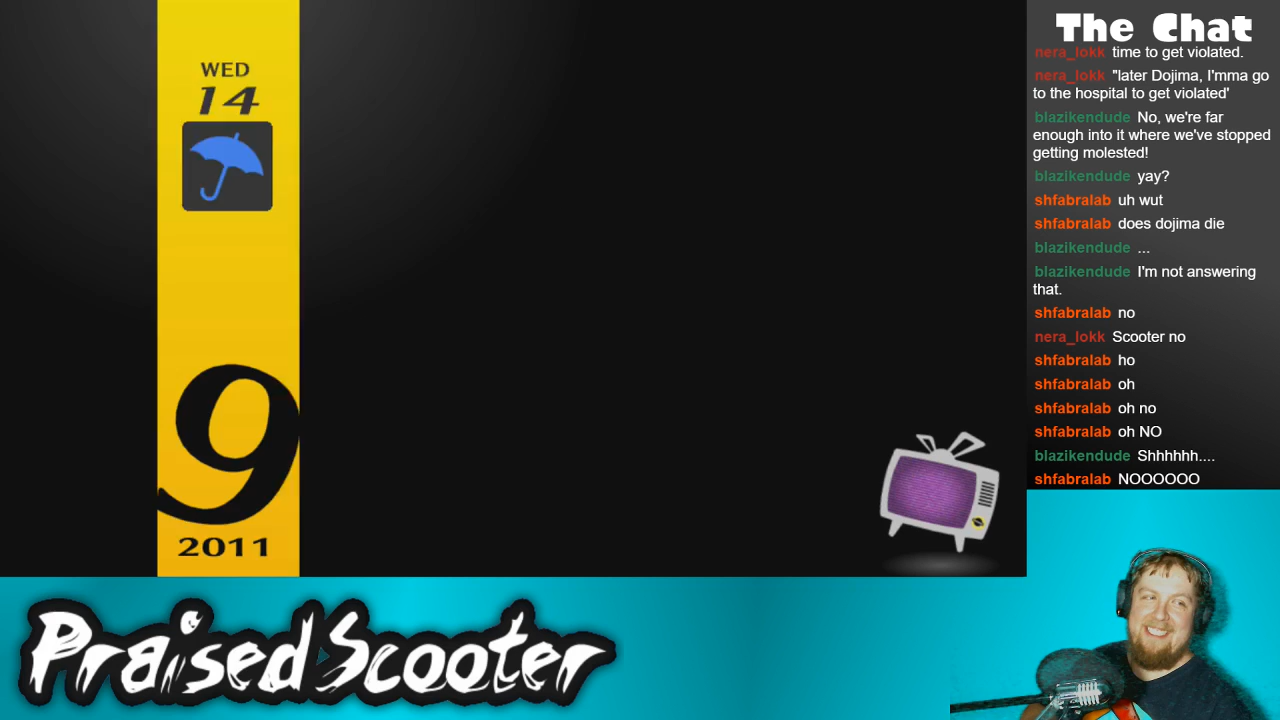 WED
14
9
2011
The Chat
nera_lokk time to get violated.
nera_lokk "later Dojima, I'mma go
to the hospital to get violated'
blazikendude No, we're far
enough into it where we've stopped
getting molested!
blazikendude yay?
shfabralab uh wut
shfabralab does dojima die
blazikendude ...
blazikendude I'm not answering
that.
shfabralab no
nera_lokk Scooter no
shfabralab ho
shfabralab oh
shfabralab oh no
shfabralab oh NO
blazikendude Shhhhhh....
shfabralab NOOOOOO
Praised Scooter